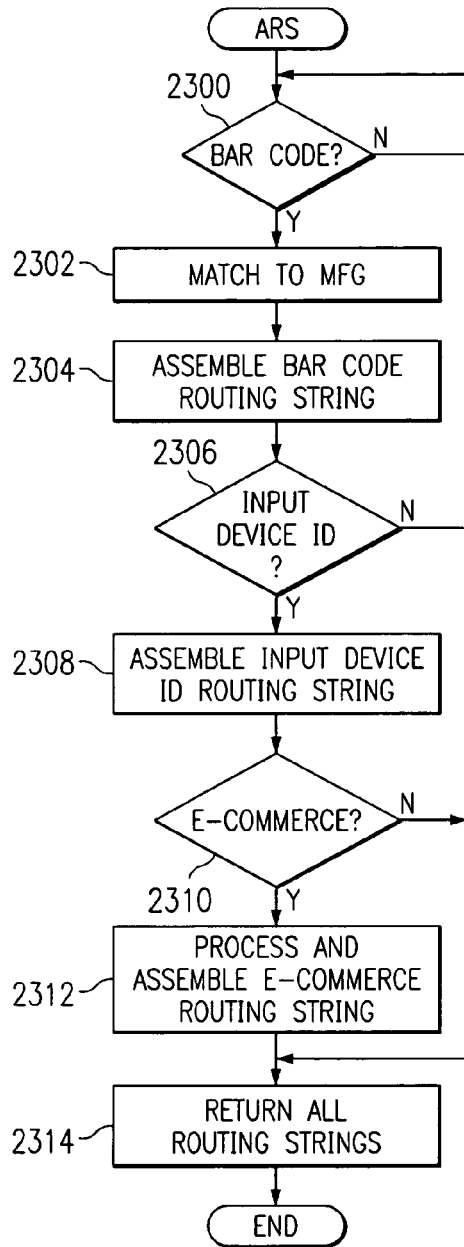 ARS
2300
BAR CODE?
N
Y
2302
MATCH TO MFG
2304
ASSEMBLE BAR CODE
ROUTING STRING
2306
INPUT
DEVICE ID
?
N
Y
2308
ASSEMBLE INPUT DEVICE
ID ROUTING STRING
E-COMMERCE?
N
2310
Y
2312
PROCESS AND
ASSEMBLE E-COMMERCE
ROUTING STRING
2314
RETURN ALL
ROUTING STRINGS
END